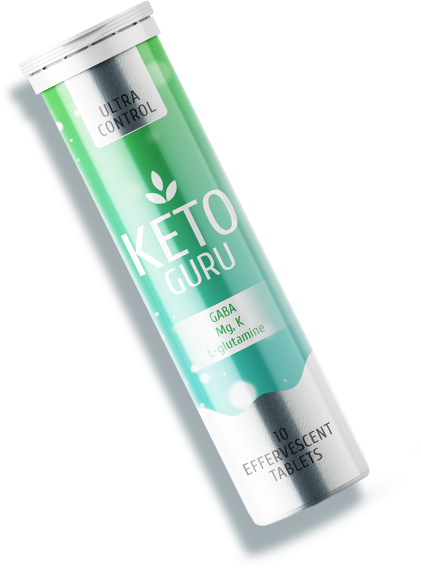 ULTRA
CONTROL
KETO
GURU
GABA
Mg, K
L-glutamine
10
EFFERVESCENT
TABLETS